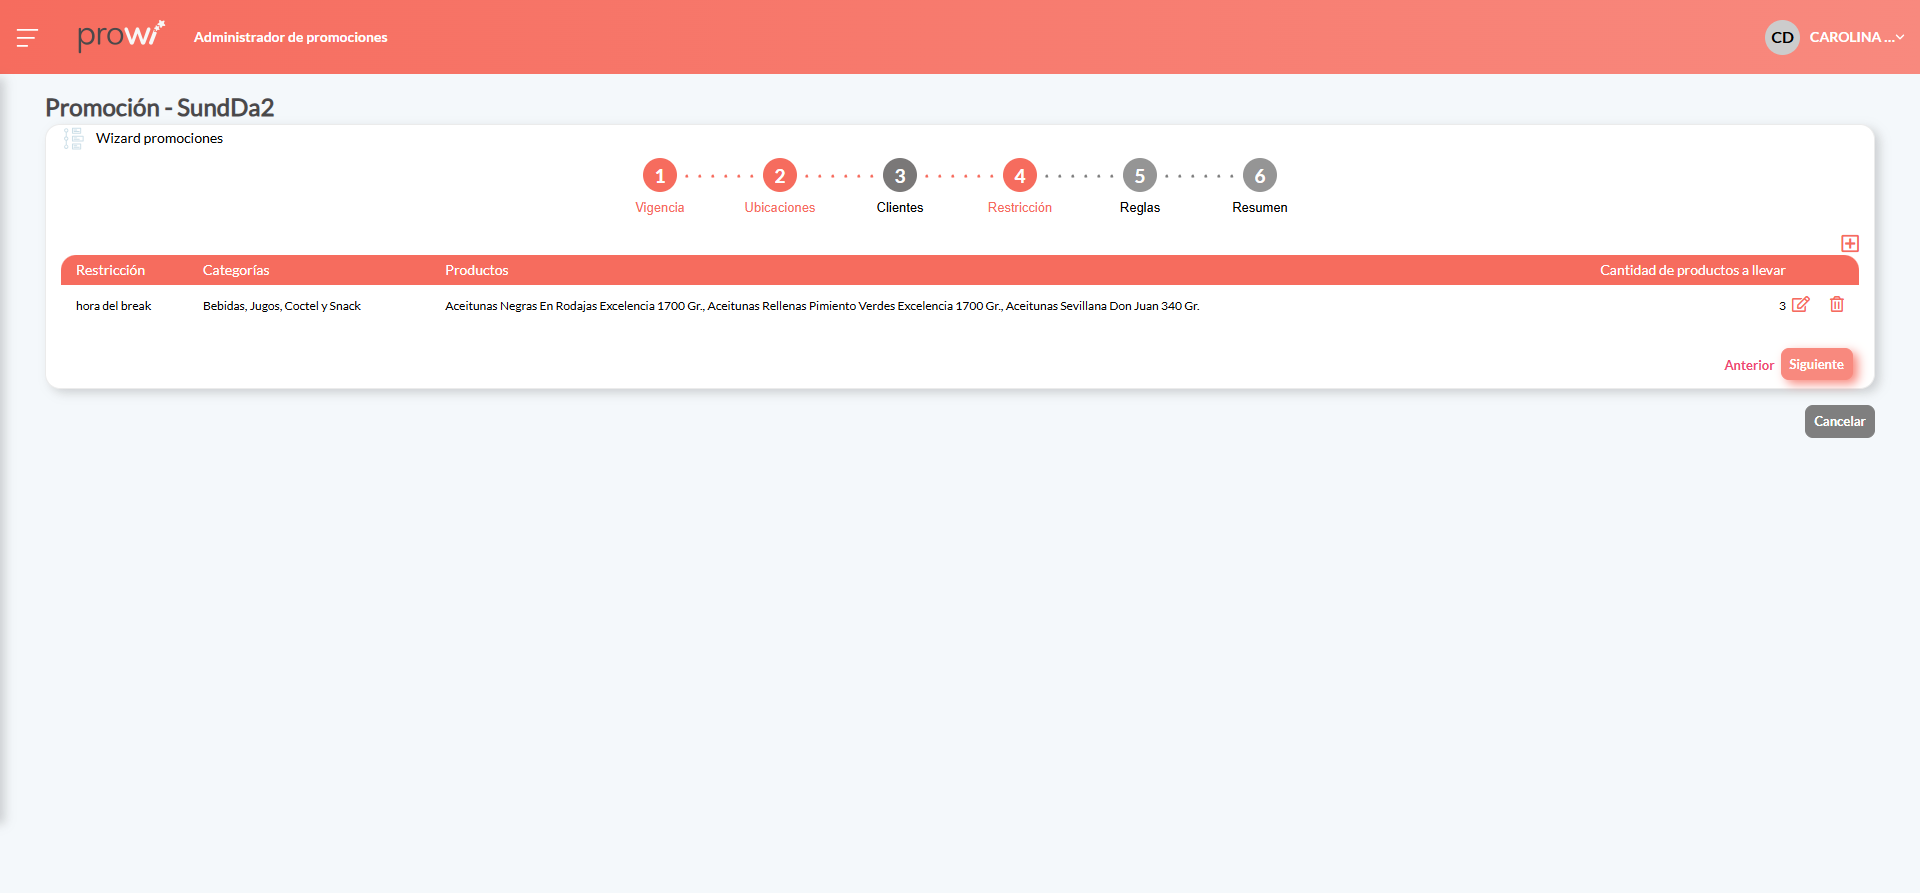 prowi
Administrador de promociones
CD
CAROLINA ...
Promoción - SundDa2
Wizard promociones
1 2 3 4 5 6
Vigencia Ubicaciones Clientes Restricción Reglas Resumen
Restricción Categorías Productos Cantidad de productos a llevar
hora del break Bebidas, Jugos, Coctel y Snack Aceitunas Negras En Rodajas Excelencia 1700 Gr., Aceitunas Rellenas Pimiento Verdes Excelencia 1700 Gr., Aceitunas Sevillana Don Juan 340 Gr. 3
Anterior Siguiente
Cancelar